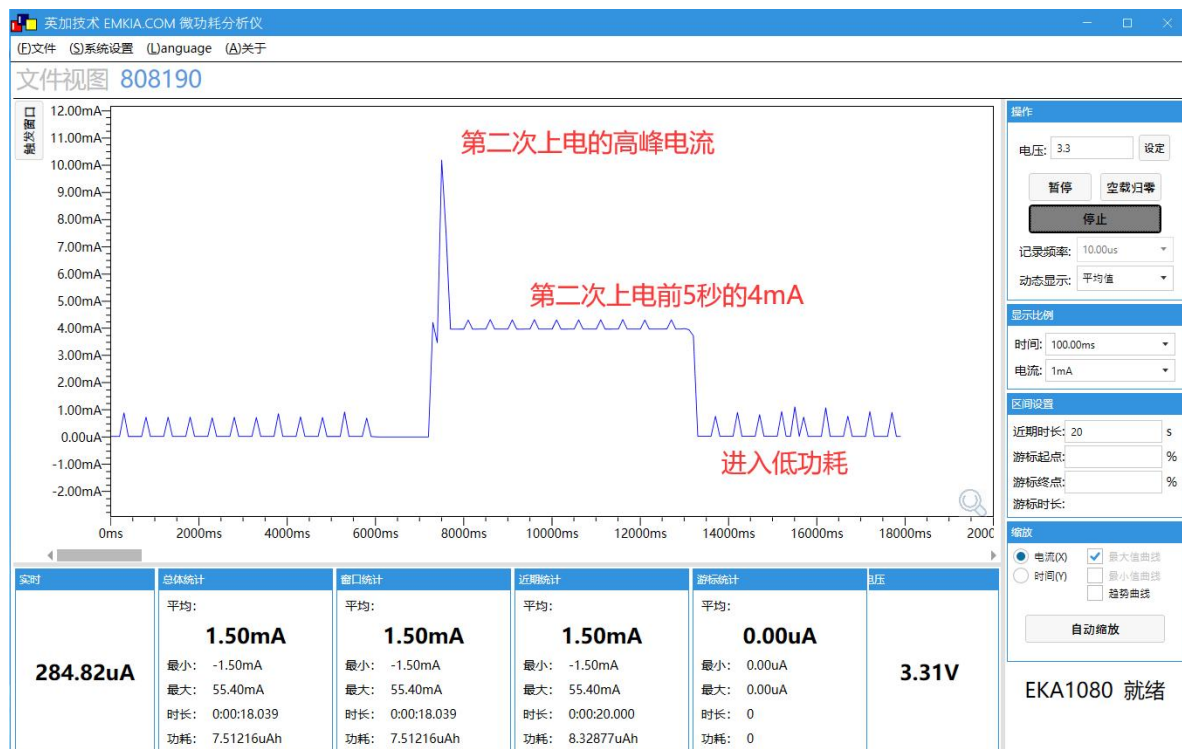 英加技术 EMKIA.COM 微功耗分析仪
(F)文件 (S)系统设置 (L)anguage (A)关于
文件视图 808190
触发窗口
12.00mA
11.00mA
10.00mA
9.00mA
8.00mA
7.00mA
6.00mA
5.00mA
4.00mA
3.00mA
2.00mA
1.00mA
0.00uA
-1.00mA
-2.00mA
第二次上电的高峰电流
第二次上电前5秒的4mA
进入低功耗
0ms 2000ms 4000ms 6000ms 8000ms 10000ms 12000ms 14000ms 16000ms 18000ms 2000
操作
电压: 3.3 设定
暂停 空载归零
停止
记录频率: 10.00us
动态显示: 平均值
显示比例
时间: 100.00ms
电流: 1mA
区间设置
近期时长: 20 s
游标起点: %
游标终点: %
游标时长:
缩放
电流(X) 最大值曲线
时间(Y) 最小值曲线
趋势曲线
自动缩放
EKA1080 就绪
实时
284.82uA
总体统计
平均:
1.50mA
最小: -1.50mA
最大: 55.40mA
时长: 0:00:18.039
功耗: 7.51216uAh
窗口统计
平均:
1.50mA
最小: -1.50mA
最大: 55.40mA
时长: 0:00:18.039
功耗: 7.51216uAh
近期统计
平均:
1.50mA
最小: -1.50mA
最大: 55.40mA
时长: 0:00:20.000
功耗: 8.32877uAh
游标统计
平均:
0.00uA
最小: 0.00uA
最大: 0.00uA
时长: 0
功耗: 0
电压
3.31V